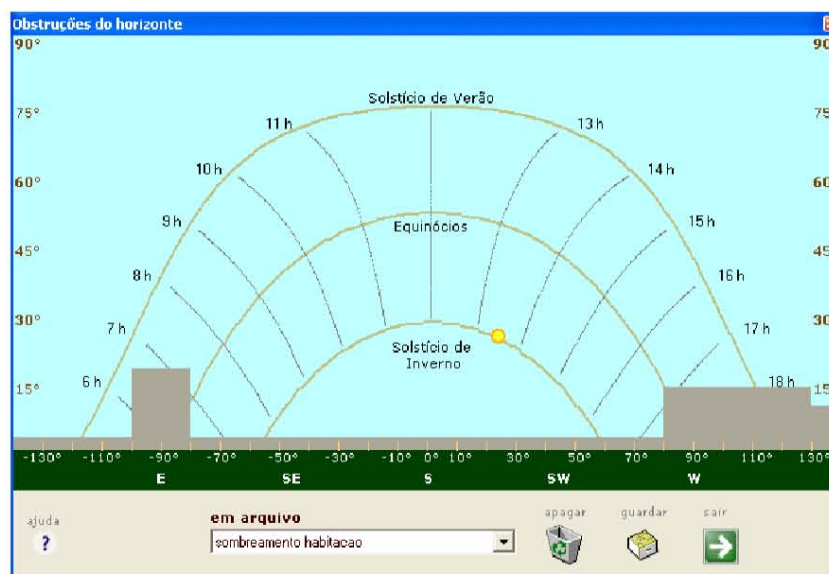 Obstruções do horizonte
90° 90
Solstício de Verão
75° 75
11 h 13 h
10 h 14 h
60° 60
9 h Equinócios 15 h
45° 45
8 h 16 h
30° 30
7 h Solstício de Inverno 17 h
6 h 18 h
15° 15
-130° -110° -90° -70° -50° -30° -10° 0° 10° 30° 50° 70° 90° 110° 130°
E SE S SW W
ajuda em arquivo apagar guardar sair
? sombreamento habitacao